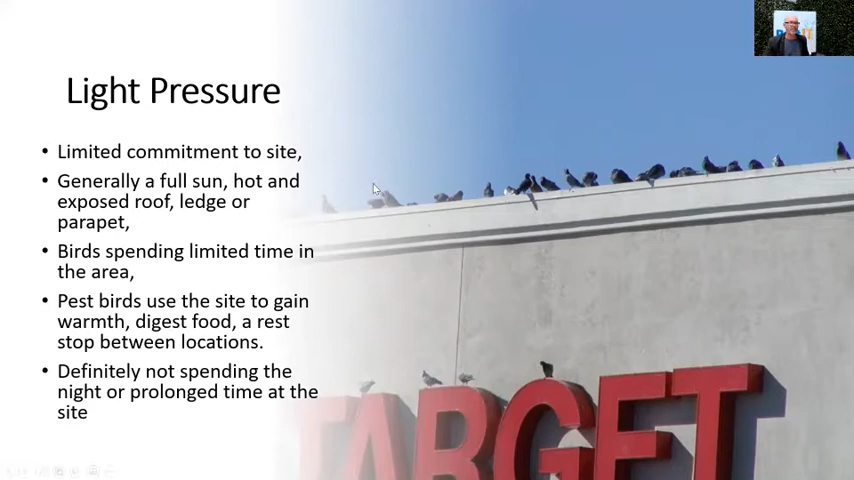 Light Pressure
• Limited commitment to site,
• Generally a full sun, hot and
exposed roof, ledge or
parapet,
• Birds spending limited time in
the area,
• Pest birds use the site to gain
warmth, digest food, a rest
stop between locations.
• Definitely not spending the
night or prolonged time at the
site
TARGET